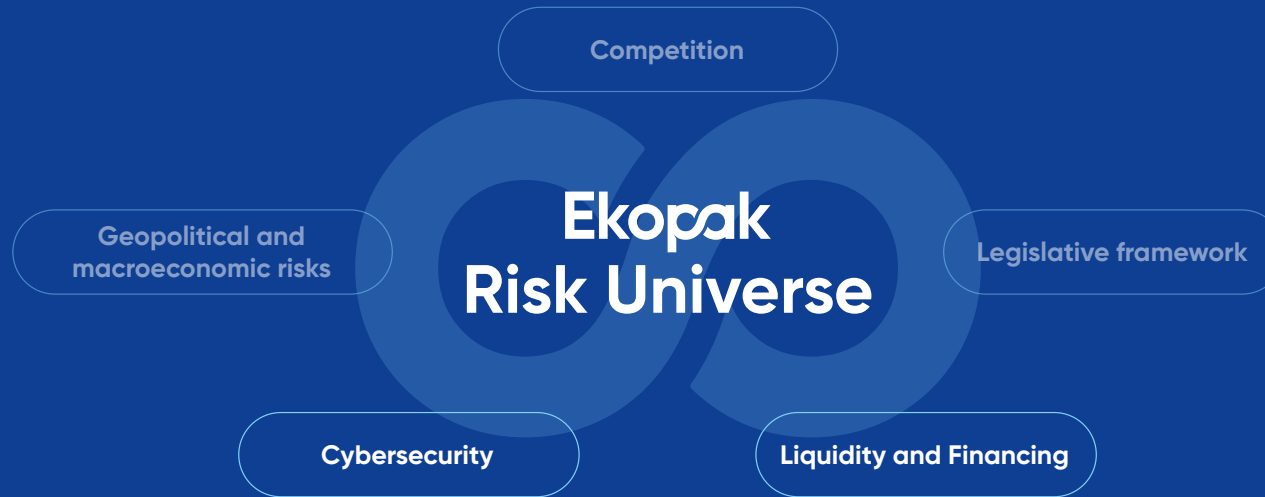 Competition
Geopolitical and
macroeconomic risks
Ekopak
Risk Universe
Legislative framework
Cybersecurity
Liquidity and Financing